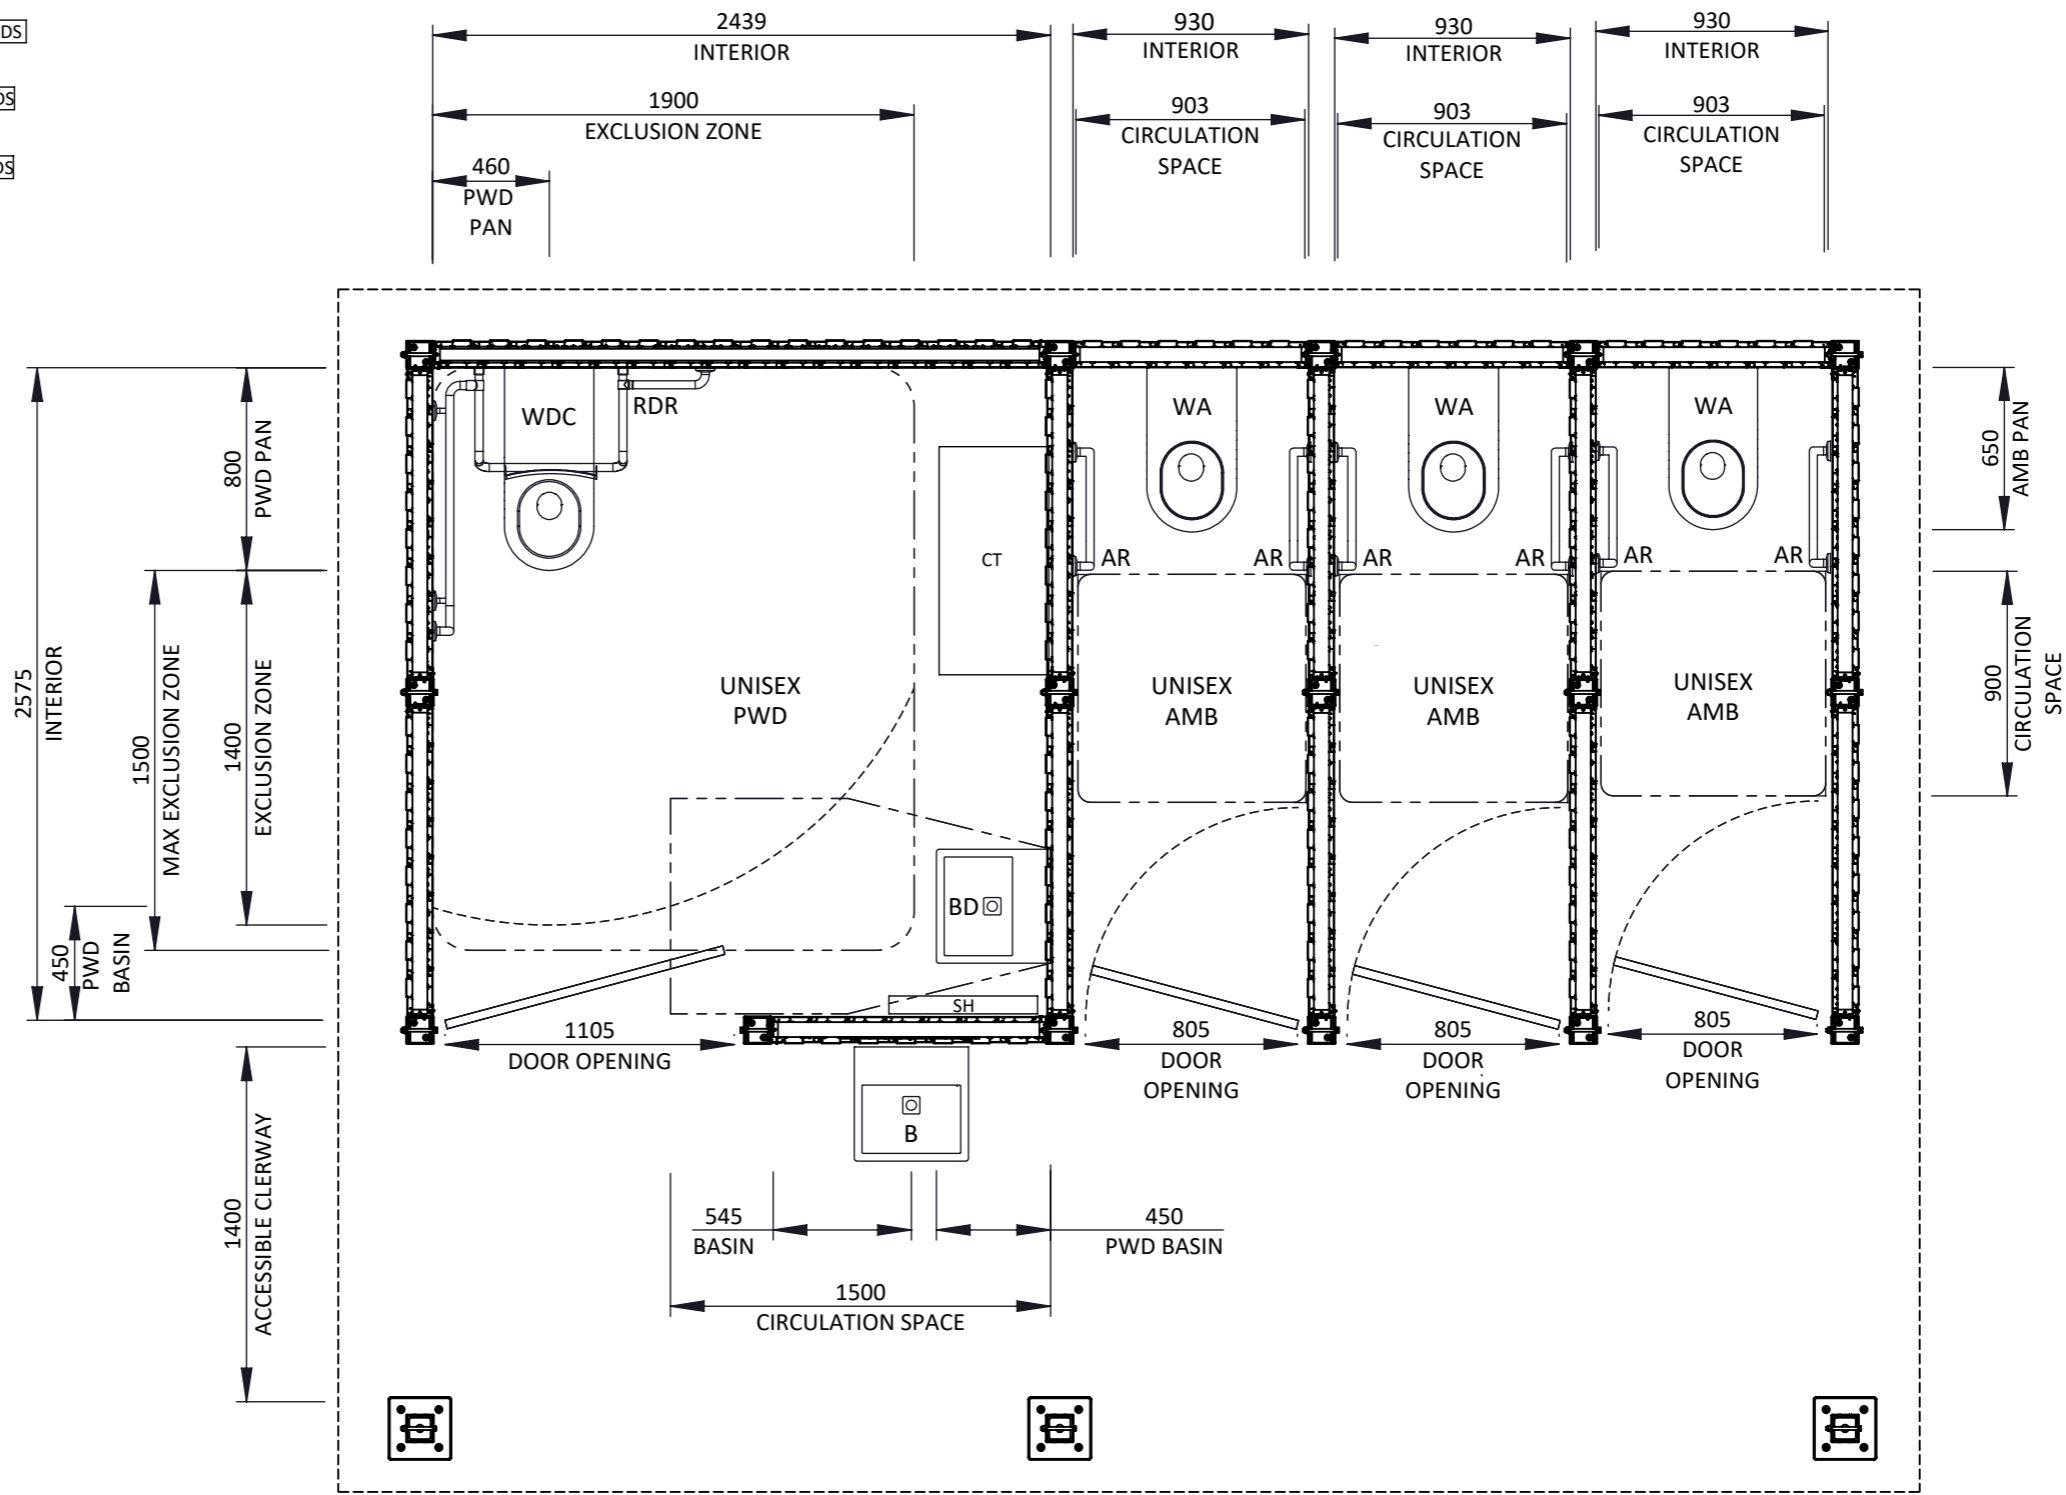 DS
DS
DS
2439
INTERIOR
930
INTERIOR
930
INTERIOR
930
INTERIOR
1900
EXCLUSION ZONE
903
CIRCULATION
SPACE
903
CIRCULATION
SPACE
903
CIRCULATION
SPACE
460
PWD
PAN
WDC
RDR
WA
WA
WA
CT
AR
AR
AR
AR
AR
AR
UNISEX
PWD
UNISEX
AMB
UNISEX
AMB
UNISEX
AMB
BD
SH
2575
INTERIOR
800
PWD PAN
1500
MAX EXCLUSION ZONE
1400
EXCLUSION ZONE
450
PWD
BASIN
1400
ACCESSIBLE CLERWAY
650
AMB PAN
900
CIRCULATION
SPACE
1105
DOOR OPENING
805
DOOR
OPENING
805
DOOR
OPENING
805
DOOR
OPENING
B
545
BASIN
450
PWD BASIN
1500
CIRCULATION SPACE